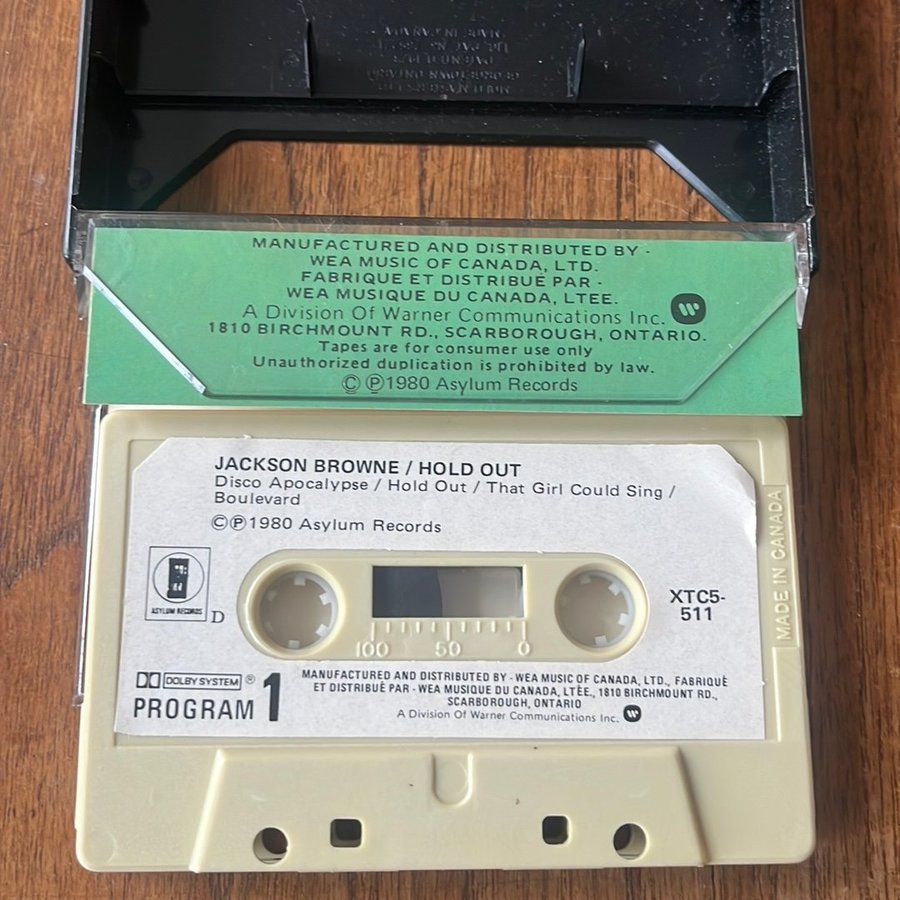 MADE IN CANADA
MANUFACTURED AND DISTRIBUTED BY -
WEA MUSIC OF CANADA, LTD.
FABRIQUE ET DISTRIBUE PAR -
WEA MUSIQUE DU CANADA, LTEE.
A Division Of Warner Communications Inc.
1810 BIRCHMOUNT RD., SCARBOROUGH, ONTARIO.
Tapes are for consumer use only
Unauthorized duplication is prohibited by law.
© ℗1980 Asylum Records
JACKSON BROWNE / HOLD OUT
Disco Apocalypse / Hold Out / That Girl Could Sing /
Boulevard
©℗1980 Asylum Records
ASYLUM RECORDS
D
XTC5-
511
100 50 0
MADE IN CANADA
DOLBY SYSTEM ®
PROGRAM 1
MANUFACTURED AND DISTRIBUTED BY - WEA MUSIC OF CANADA, LTD., FABRIQUÉ
ET DISTRIBUÉ PAR - WEA MUSIQUE DU CANADA, LTÈE., 1810 BIRCHMOUNT RD.,
SCARBOROUGH, ONTARIO
A Division Of Warner Communications Inc.